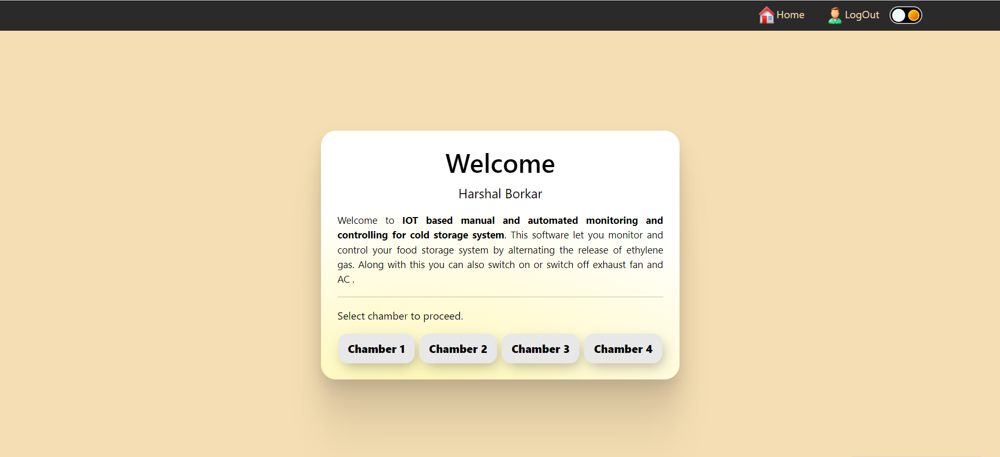 Home LogOut
Welcome
Harshal Borkar
Welcome to IOT based manual and automated monitoring and
controlling for cold storage system. This software let you monitor and
control your food storage system by alternating the release of ethylene
gas. Along with this you can also switch on or switch off exhaust fan and
AC .
Select chamber to proceed.
Chamber 1 Chamber 2 Chamber 3 Chamber 4